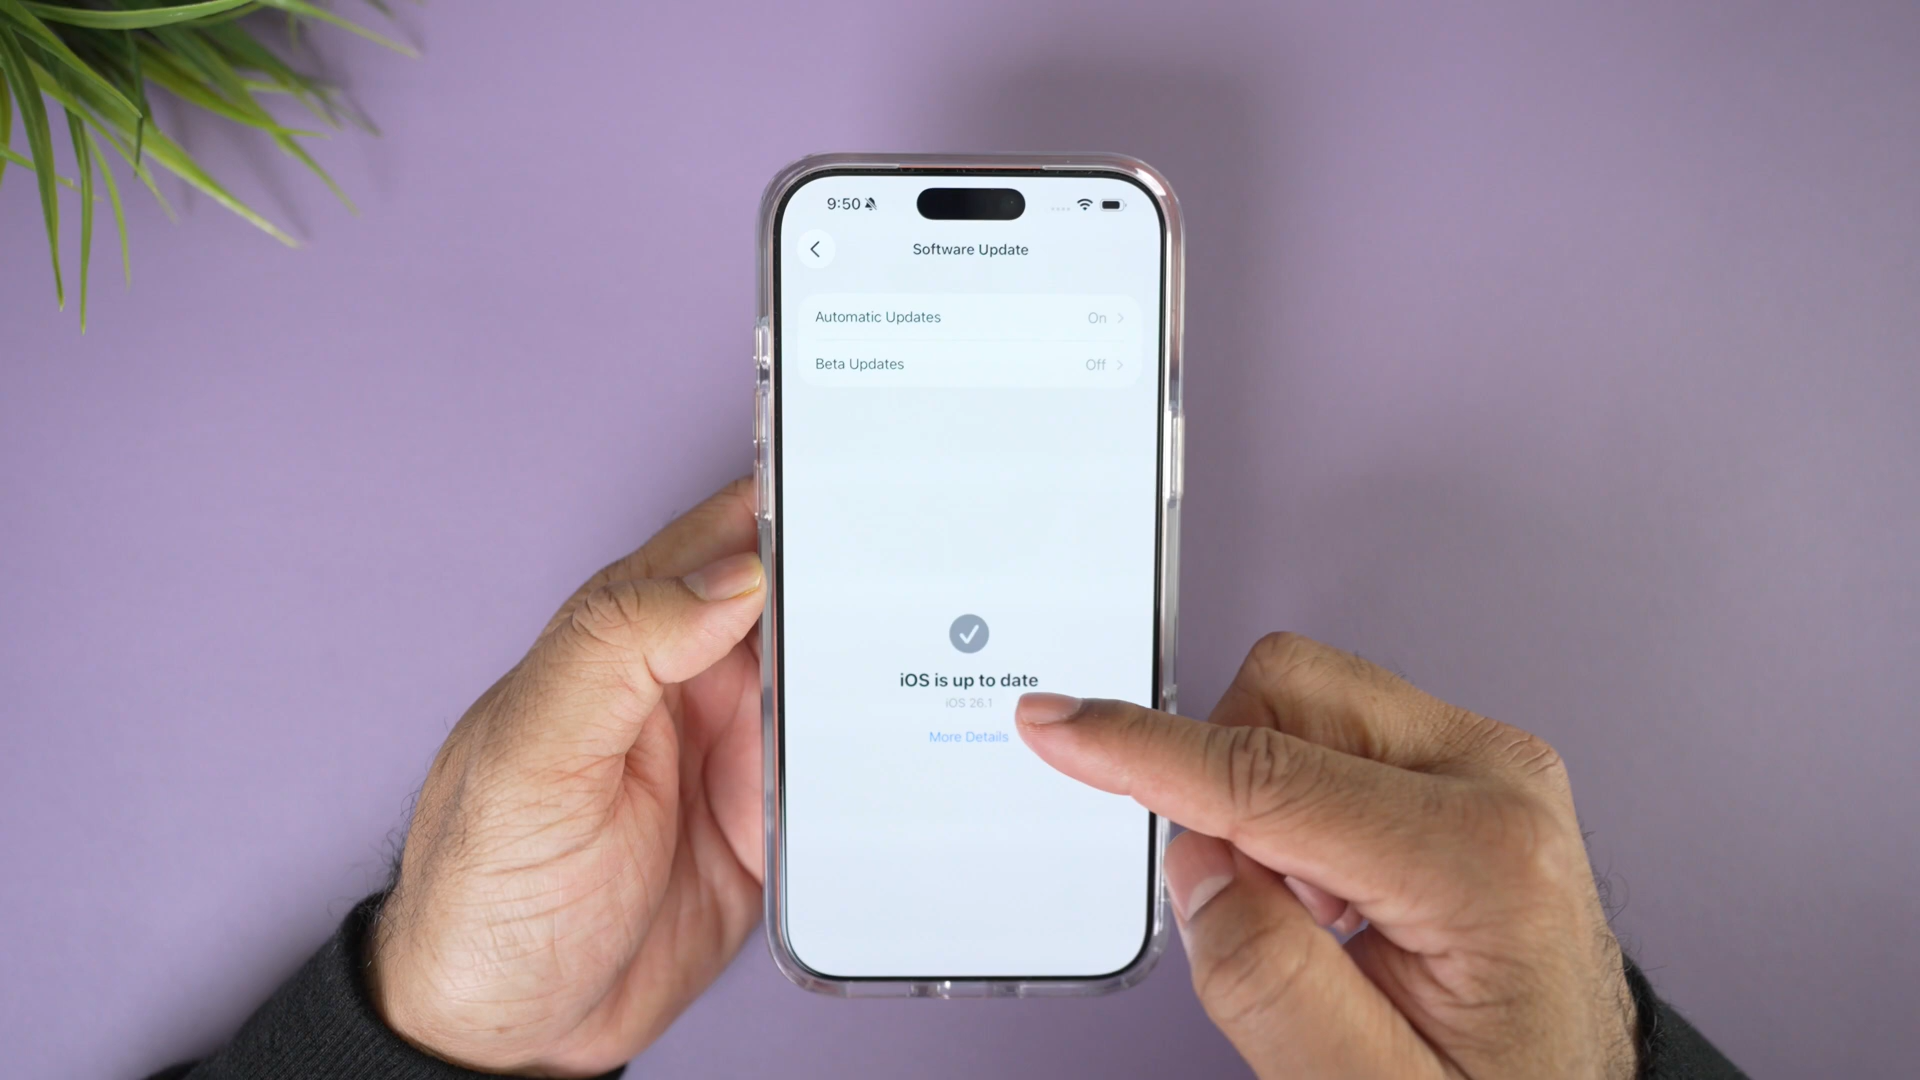 9:50
Software Update
Automatic Updates On
Beta Updates Off
iOS is up to date
iOS 26.1
More Details